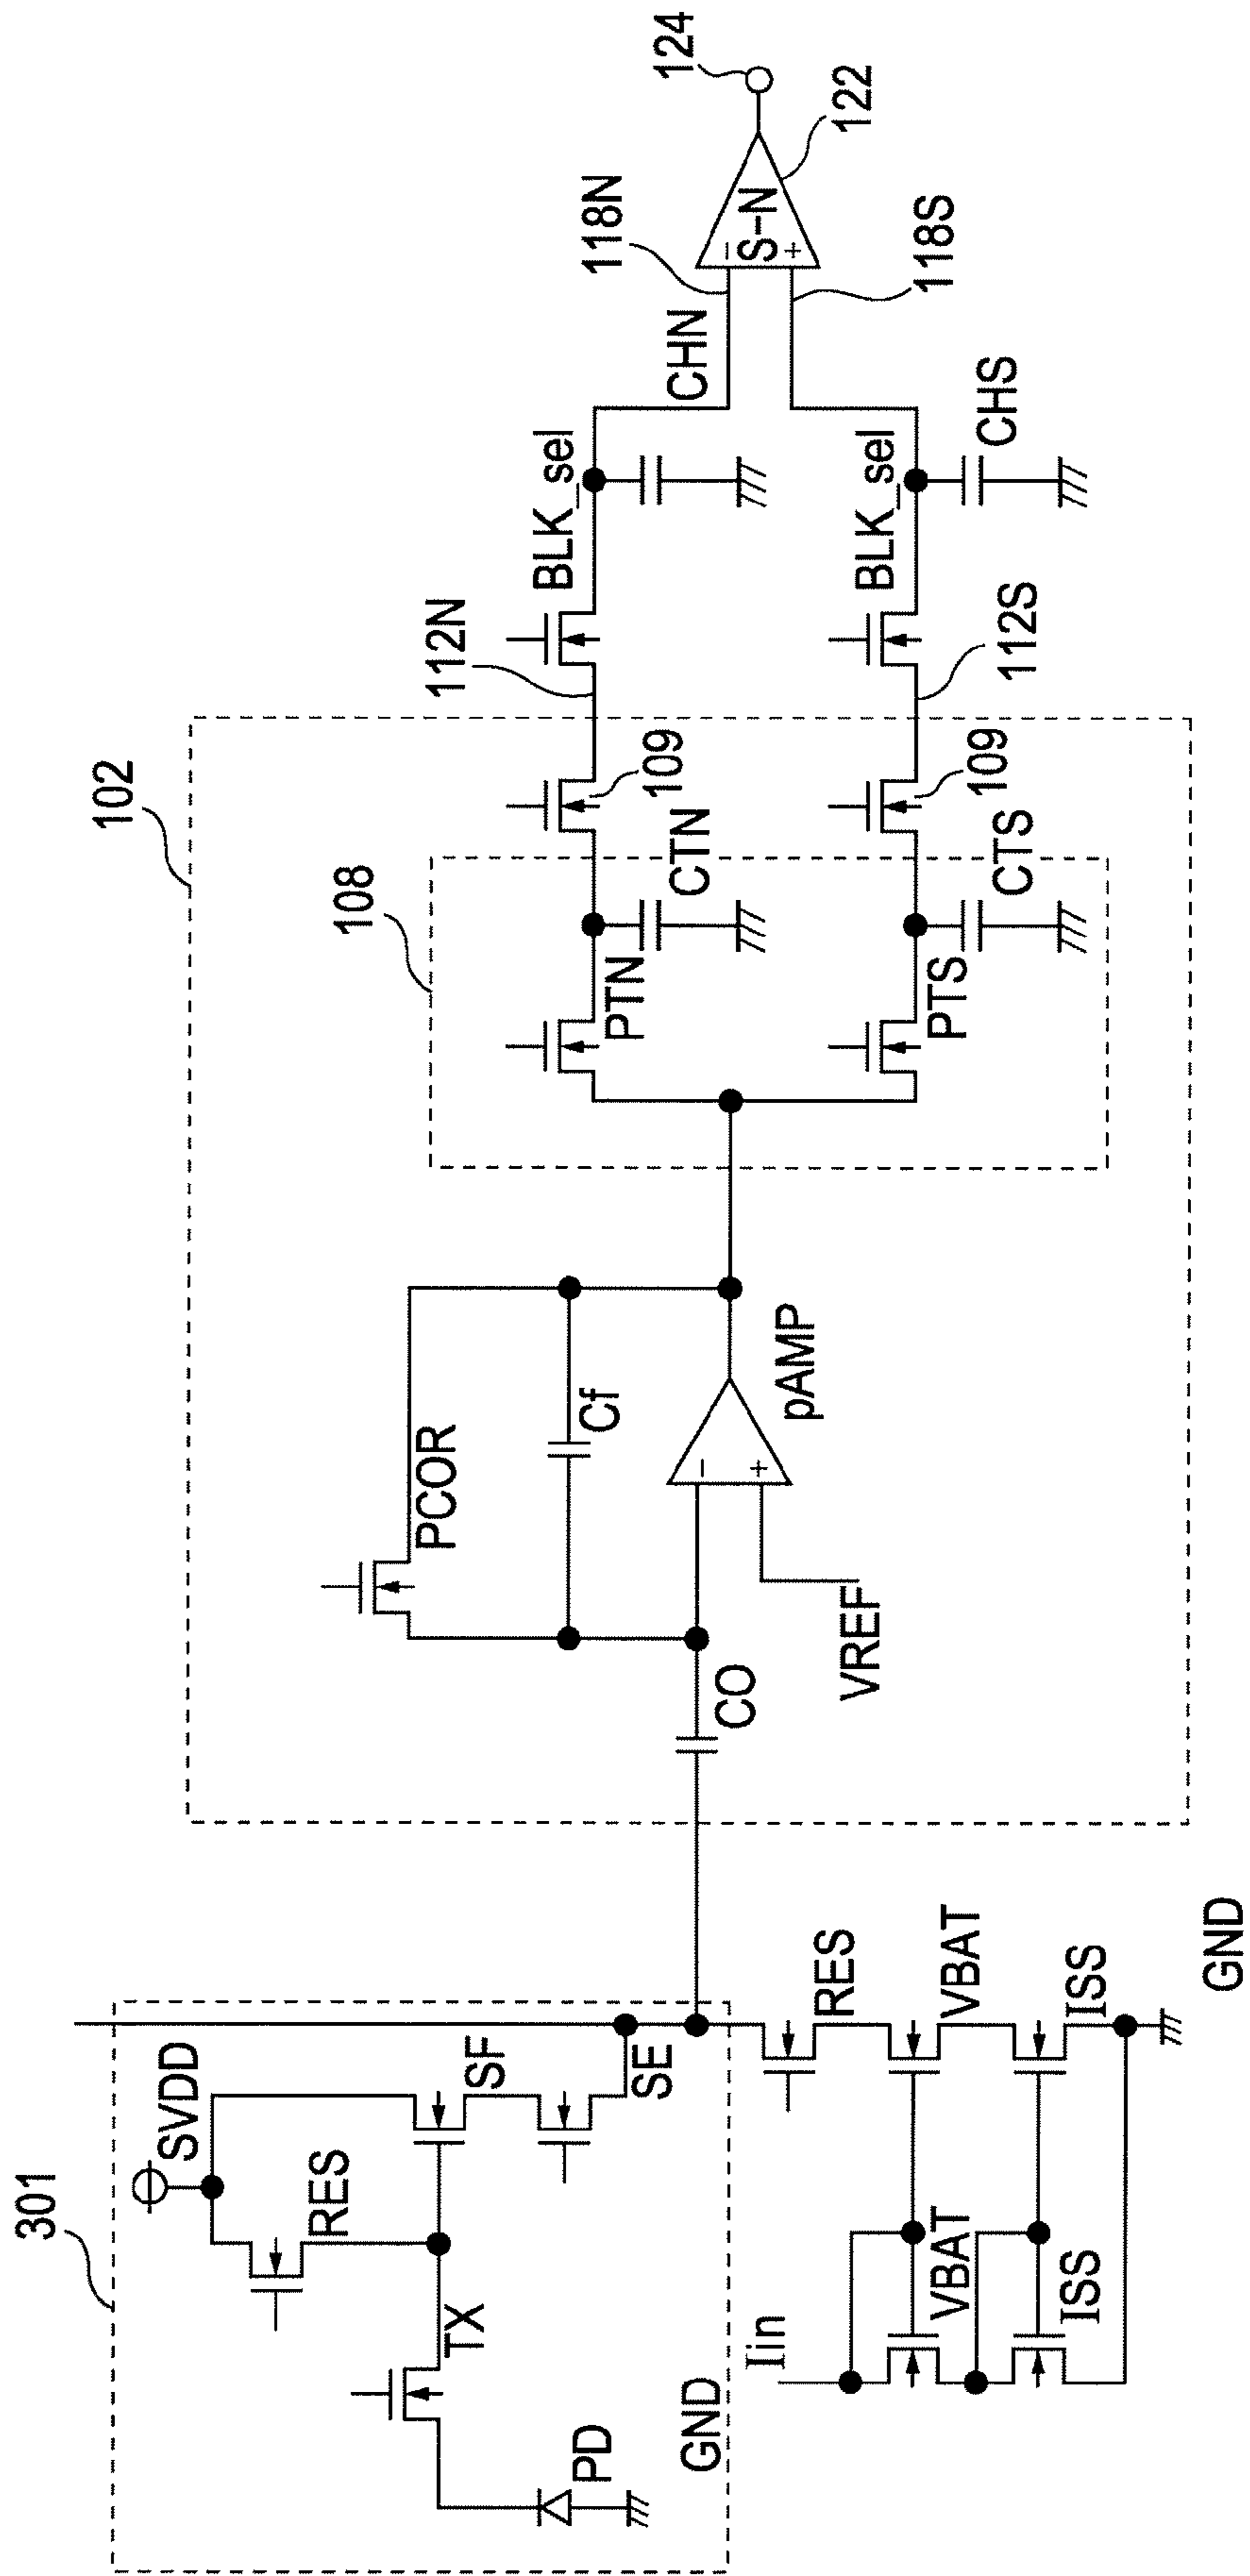 301
SVDD
RES
SF
TX
SE
PD
GND
Iin
VBAT
ISS
RES
VBAT
ISS
GND
102
PCOR
Cf
CO
pAMP
VREF
− +
108
PTN
CTN
PTS
CTS
109
109
112N
112S
BLK_sel
BLK_sel
CHN
CHS
118N
118S
−
S-N
+
122
124